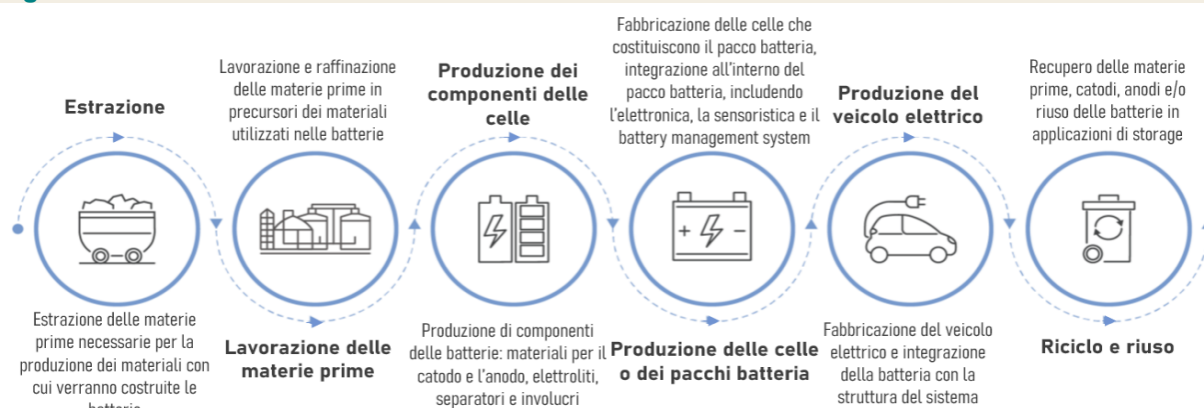 Estrazione
Estrazione delle materie
prime necessarie per la
produzione dei materiali con
cui verranno costruite le
Lavorazione e raffinazione
delle materie prime in
precursori dei materiali
utilizzati nelle batterie
Lavorazione delle
materie prime
Produzione dei
componenti delle
celle
Produzione di componenti
delle batterie: materiali per il
catodo e l'anodo, elettroliti,
separatori e involucri
Fabbricazione delle celle che
costituiscono il pacco batteria,
integrazione all'interno del
pacco batteria, includendo
l'elettronica, la sensoristica e il
battery management system
Produzione delle celle
o dei pacchi batteria
Produzione del
veicolo elettrico
Fabbricazione del veicolo
elettrico e integrazione
della batteria con la
struttura del sistema
Recupero delle materie
prime, catodi, anodi e/o
riuso delle batterie in
applicazioni di storage
Riciclo e riuso